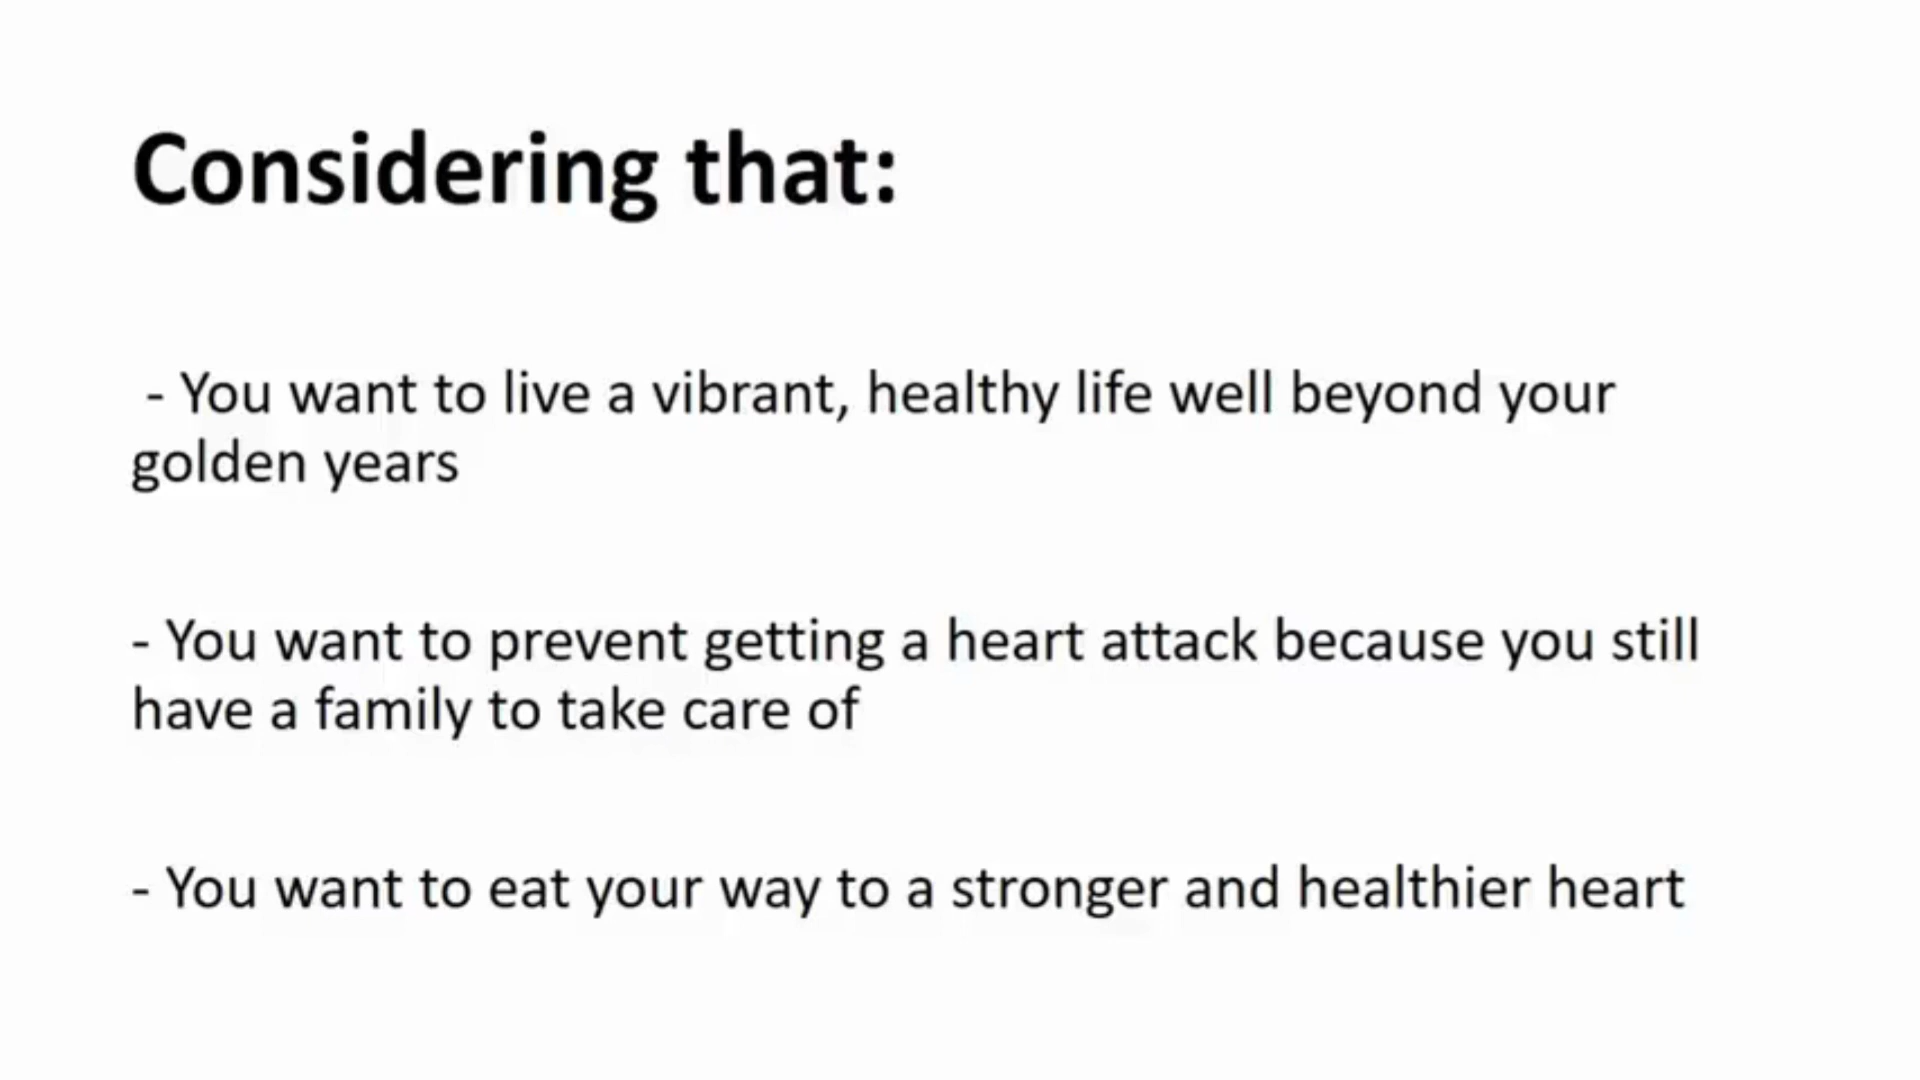 Considering that:
- You want to live a vibrant, healthy life well beyond your
golden years
- You want to prevent getting a heart attack because you still
have a family to take care of
- You want to eat your way to a stronger and healthier heart